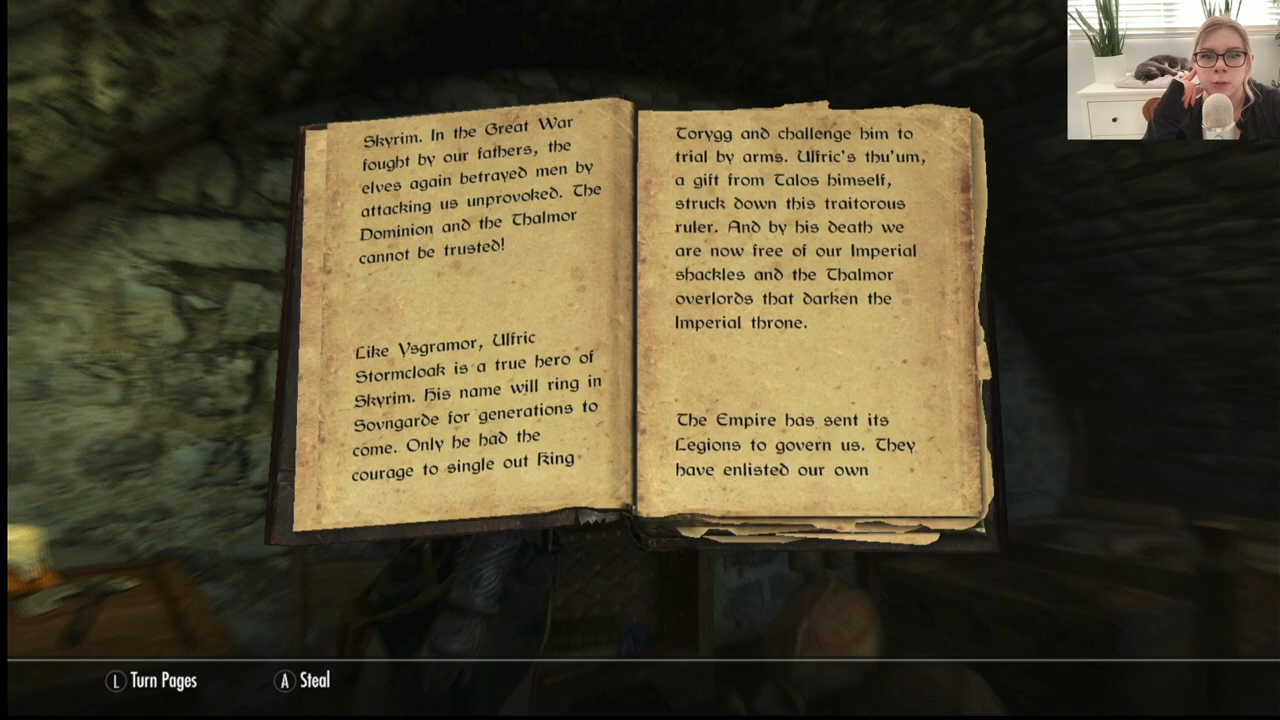 Skyrim. In the Great War
fought by our fathers, the
elves again betrayed men by
attacking us unprovoked. The
Dominion and the Thalmor
cannot be trusted!
Like Ysgramor, Ulfric
Stormcloak is a true hero of
Skyrim. His name will ring in
Sovngarde for generations to
come. Only he had the
courage to single out King
Torygg and challenge him to
trial by arms. Ulfric's thu'um,
a gift from Talos himself,
struck down this traitorous
ruler. And by his death we
are now free of our Imperial
shackles and the Thalmor
overlords that darken the
Imperial throne.
The Empire has sent its
Legions to govern us. They
have enlisted our own
L Turn Pages
A Steal